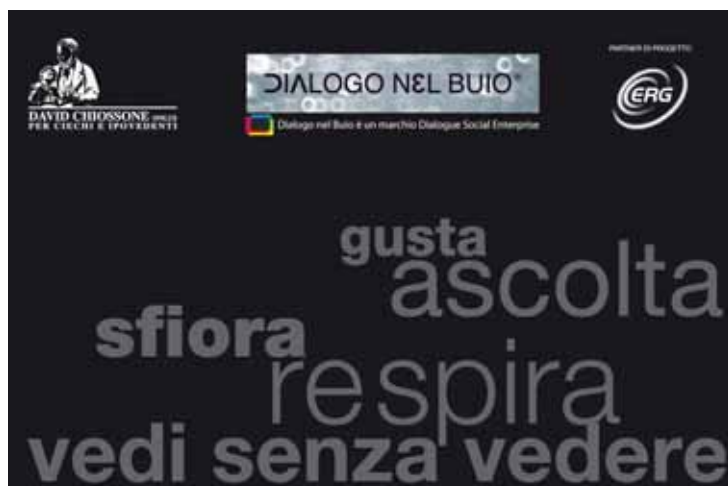 DAVID CHIOSSONE
PER CIECHI E IPOVEDENTI
DIALOGO NEL BUIO®
Dialogo nel Buio è un marchio Dialogue Social Enterprise
PARTNER DI PROGETTO
ERG
gusta
ascolta
sfiora
respira
vedi senza vedere